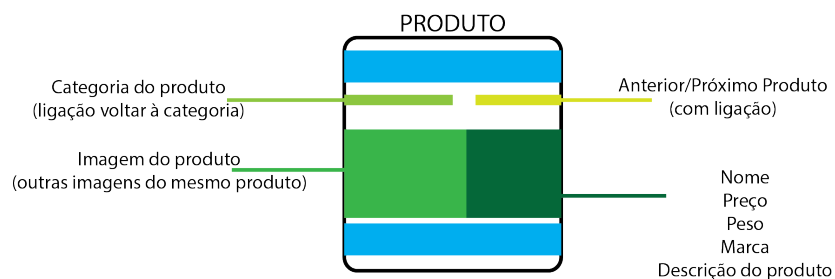 PRODUTO
Categoria do produto
(ligação voltar à categoria)
Anterior/Próximo Produto
(com ligação)
Imagem do produto
(outras imagens do mesmo produto)
Nome
Preço
Peso
Marca
Descrição do produto